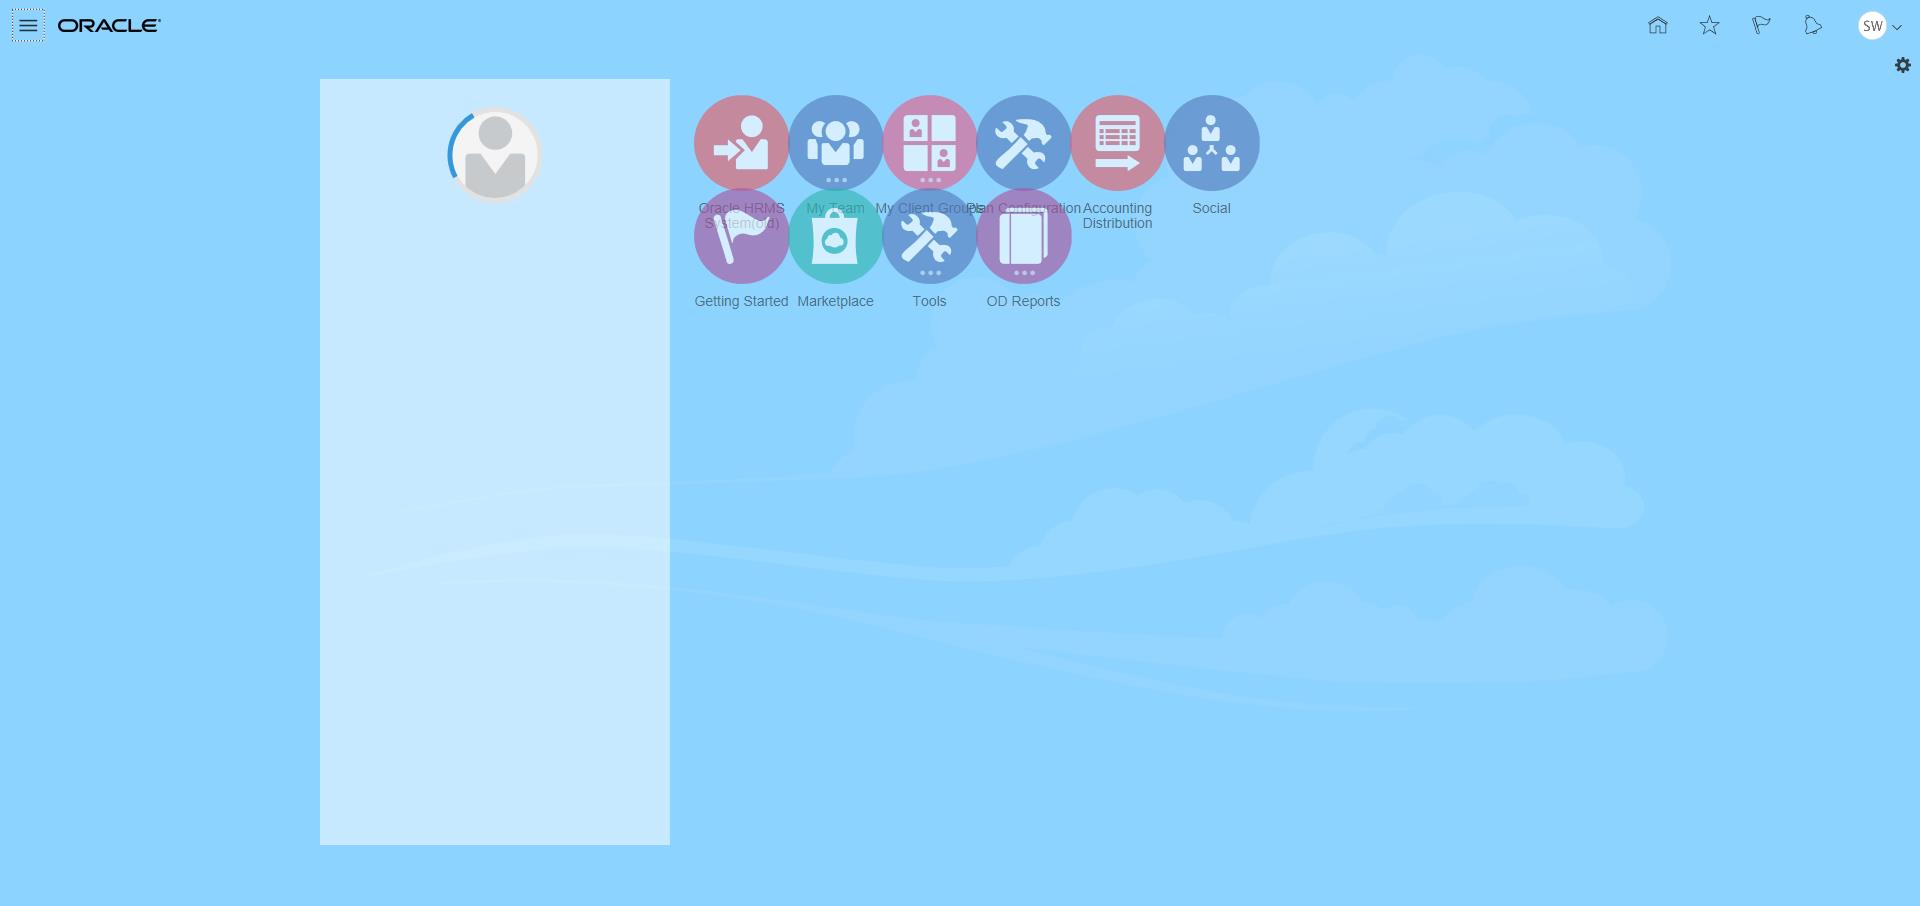 ORACLE
SW
Oracle HRMS
System(old)
My Team
My Client Groups
Plan Configuration
Accounting
Distribution
Social
Getting Started
Marketplace
Tools
OD Reports